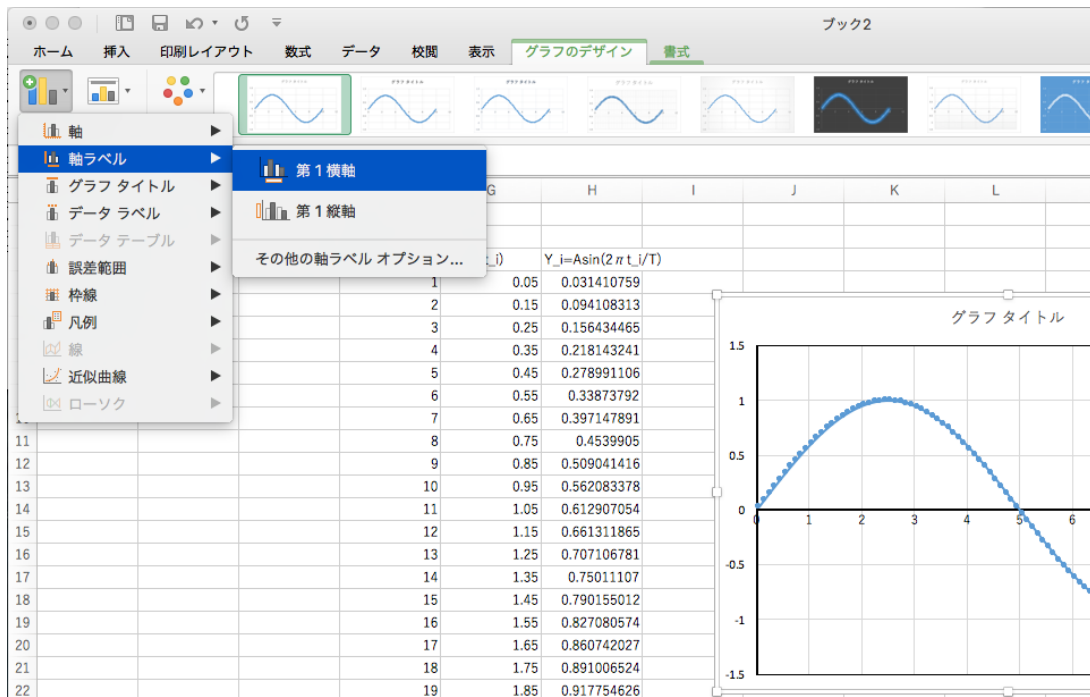 ブック2
ホーム 挿入 印刷レイアウト 数式 データ 校閲 表示 グラフのデザイン 書式
軸
軸ラベル
グラフ タイトル
データ ラベル
データ テーブル
誤差範囲
枠線
凡例
線
近似曲線
ローソク
第1横軸
第1縦軸
その他の軸ラベル オプション...
G H I J K L
_i) Y_i=Asin(2πt_i/T)
1 0.05 0.031410759
2 0.15 0.094108313
3 0.25 0.156434465
4 0.35 0.218143241
5 0.45 0.278991106
6 0.55 0.33873792
7 0.65 0.397147891
11 8 0.75 0.4539905
12 9 0.85 0.509041416
13 10 0.95 0.562083378
14 11 1.05 0.612907054
15 12 1.15 0.661311865
16 13 1.25 0.707106781
17 14 1.35 0.75011107
18 15 1.45 0.790155012
19 16 1.55 0.827080574
20 17 1.65 0.860742027
21 18 1.75 0.891006524
22 19 1.85 0.917754626
グラフ タイトル
1.5
1
0.5
0
-0.5
-1
-1.5
0 1 2 3 4 5 6